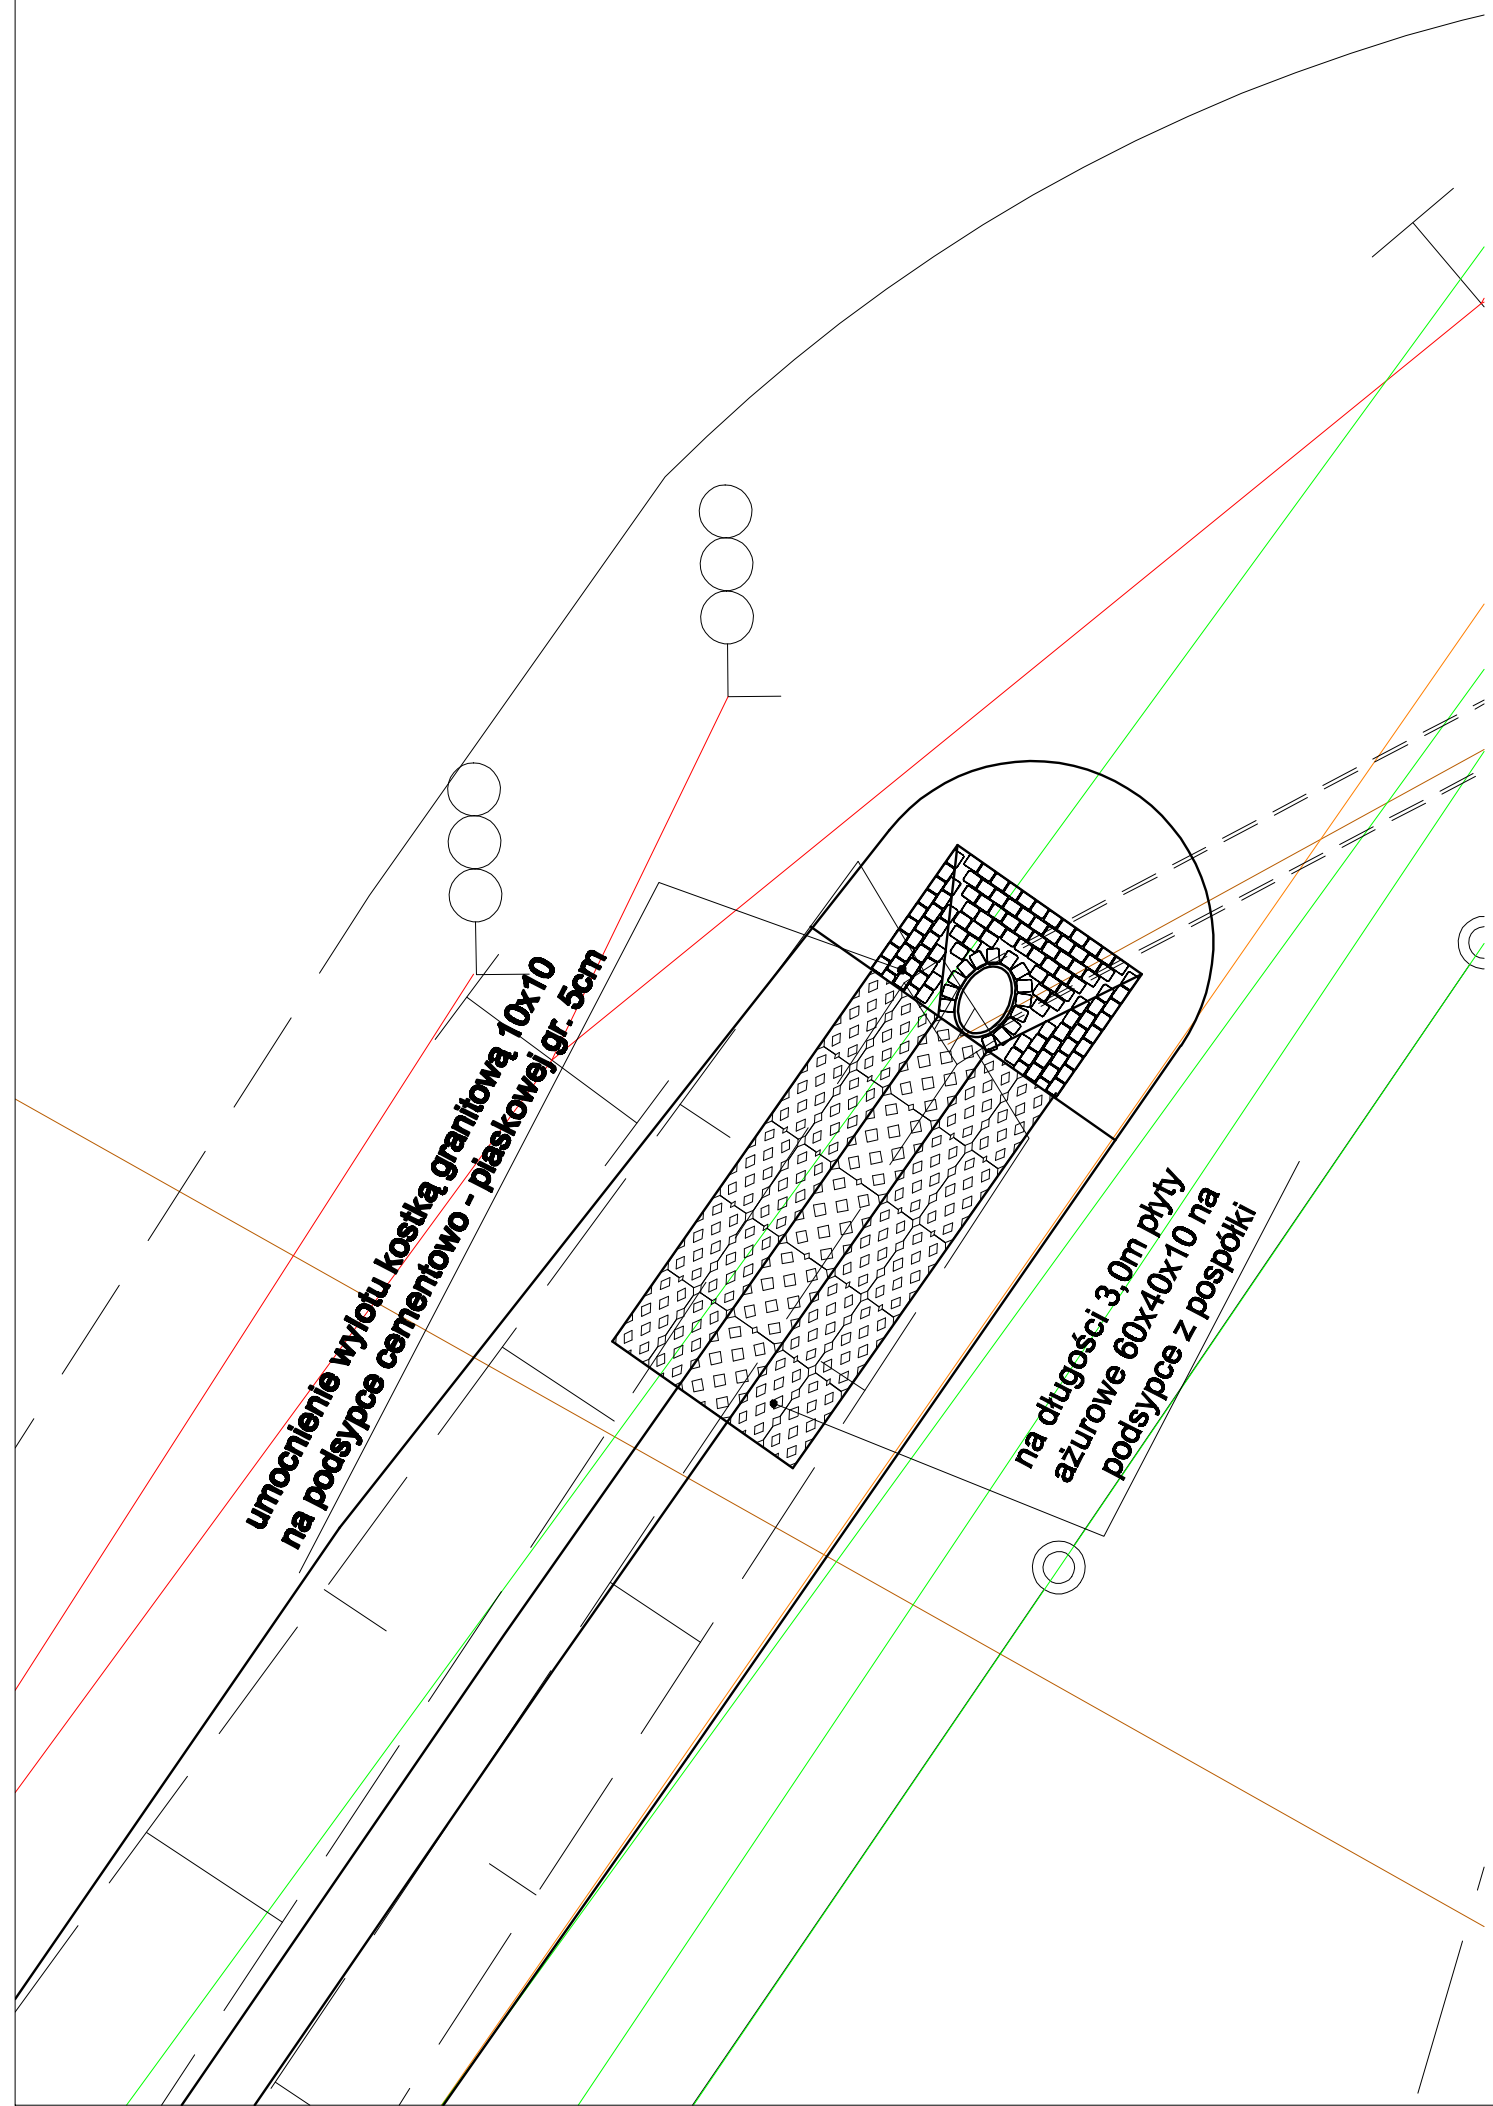 umocnienie wylotu kostką granitową 10x10
na podsypce cementowo - piaskowej gr. 5cm
na długości 3,0m płyty
ażurowe 60x40x10 na
podsypce z pospółki